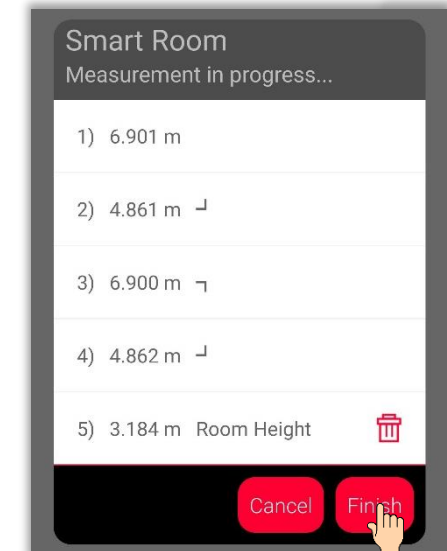 Smart Room
Measurement in progress...
1) 6.901 m
2) 4.861 m ┘
3) 6.900 m ┐
4) 4.862 m ┘
5) 3.184 m Room Height
Cancel Finish